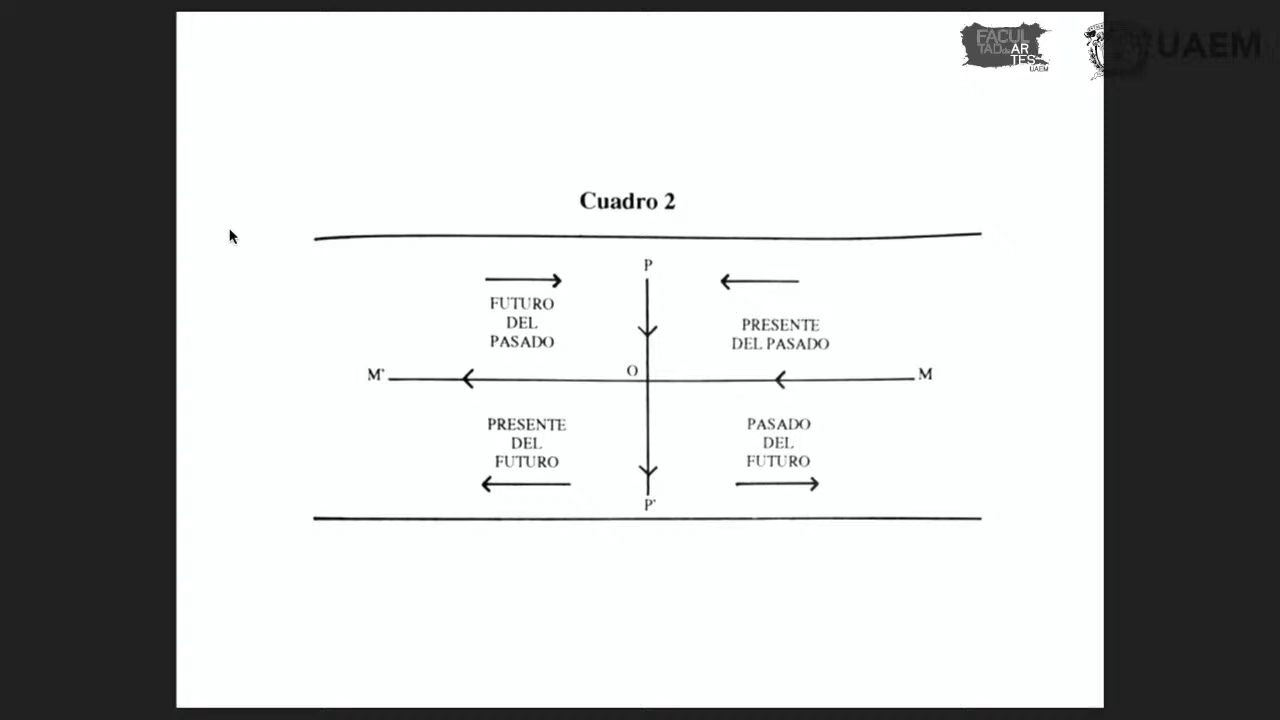 FACUL
TAD de AR
TES
UAEM
UAEM
Cuadro 2
P
FUTURO
DEL
PASADO
PRESENTE
DEL PASADO
M'
O
M
PRESENTE
DEL
FUTURO
PASADO
DEL
FUTURO
P'